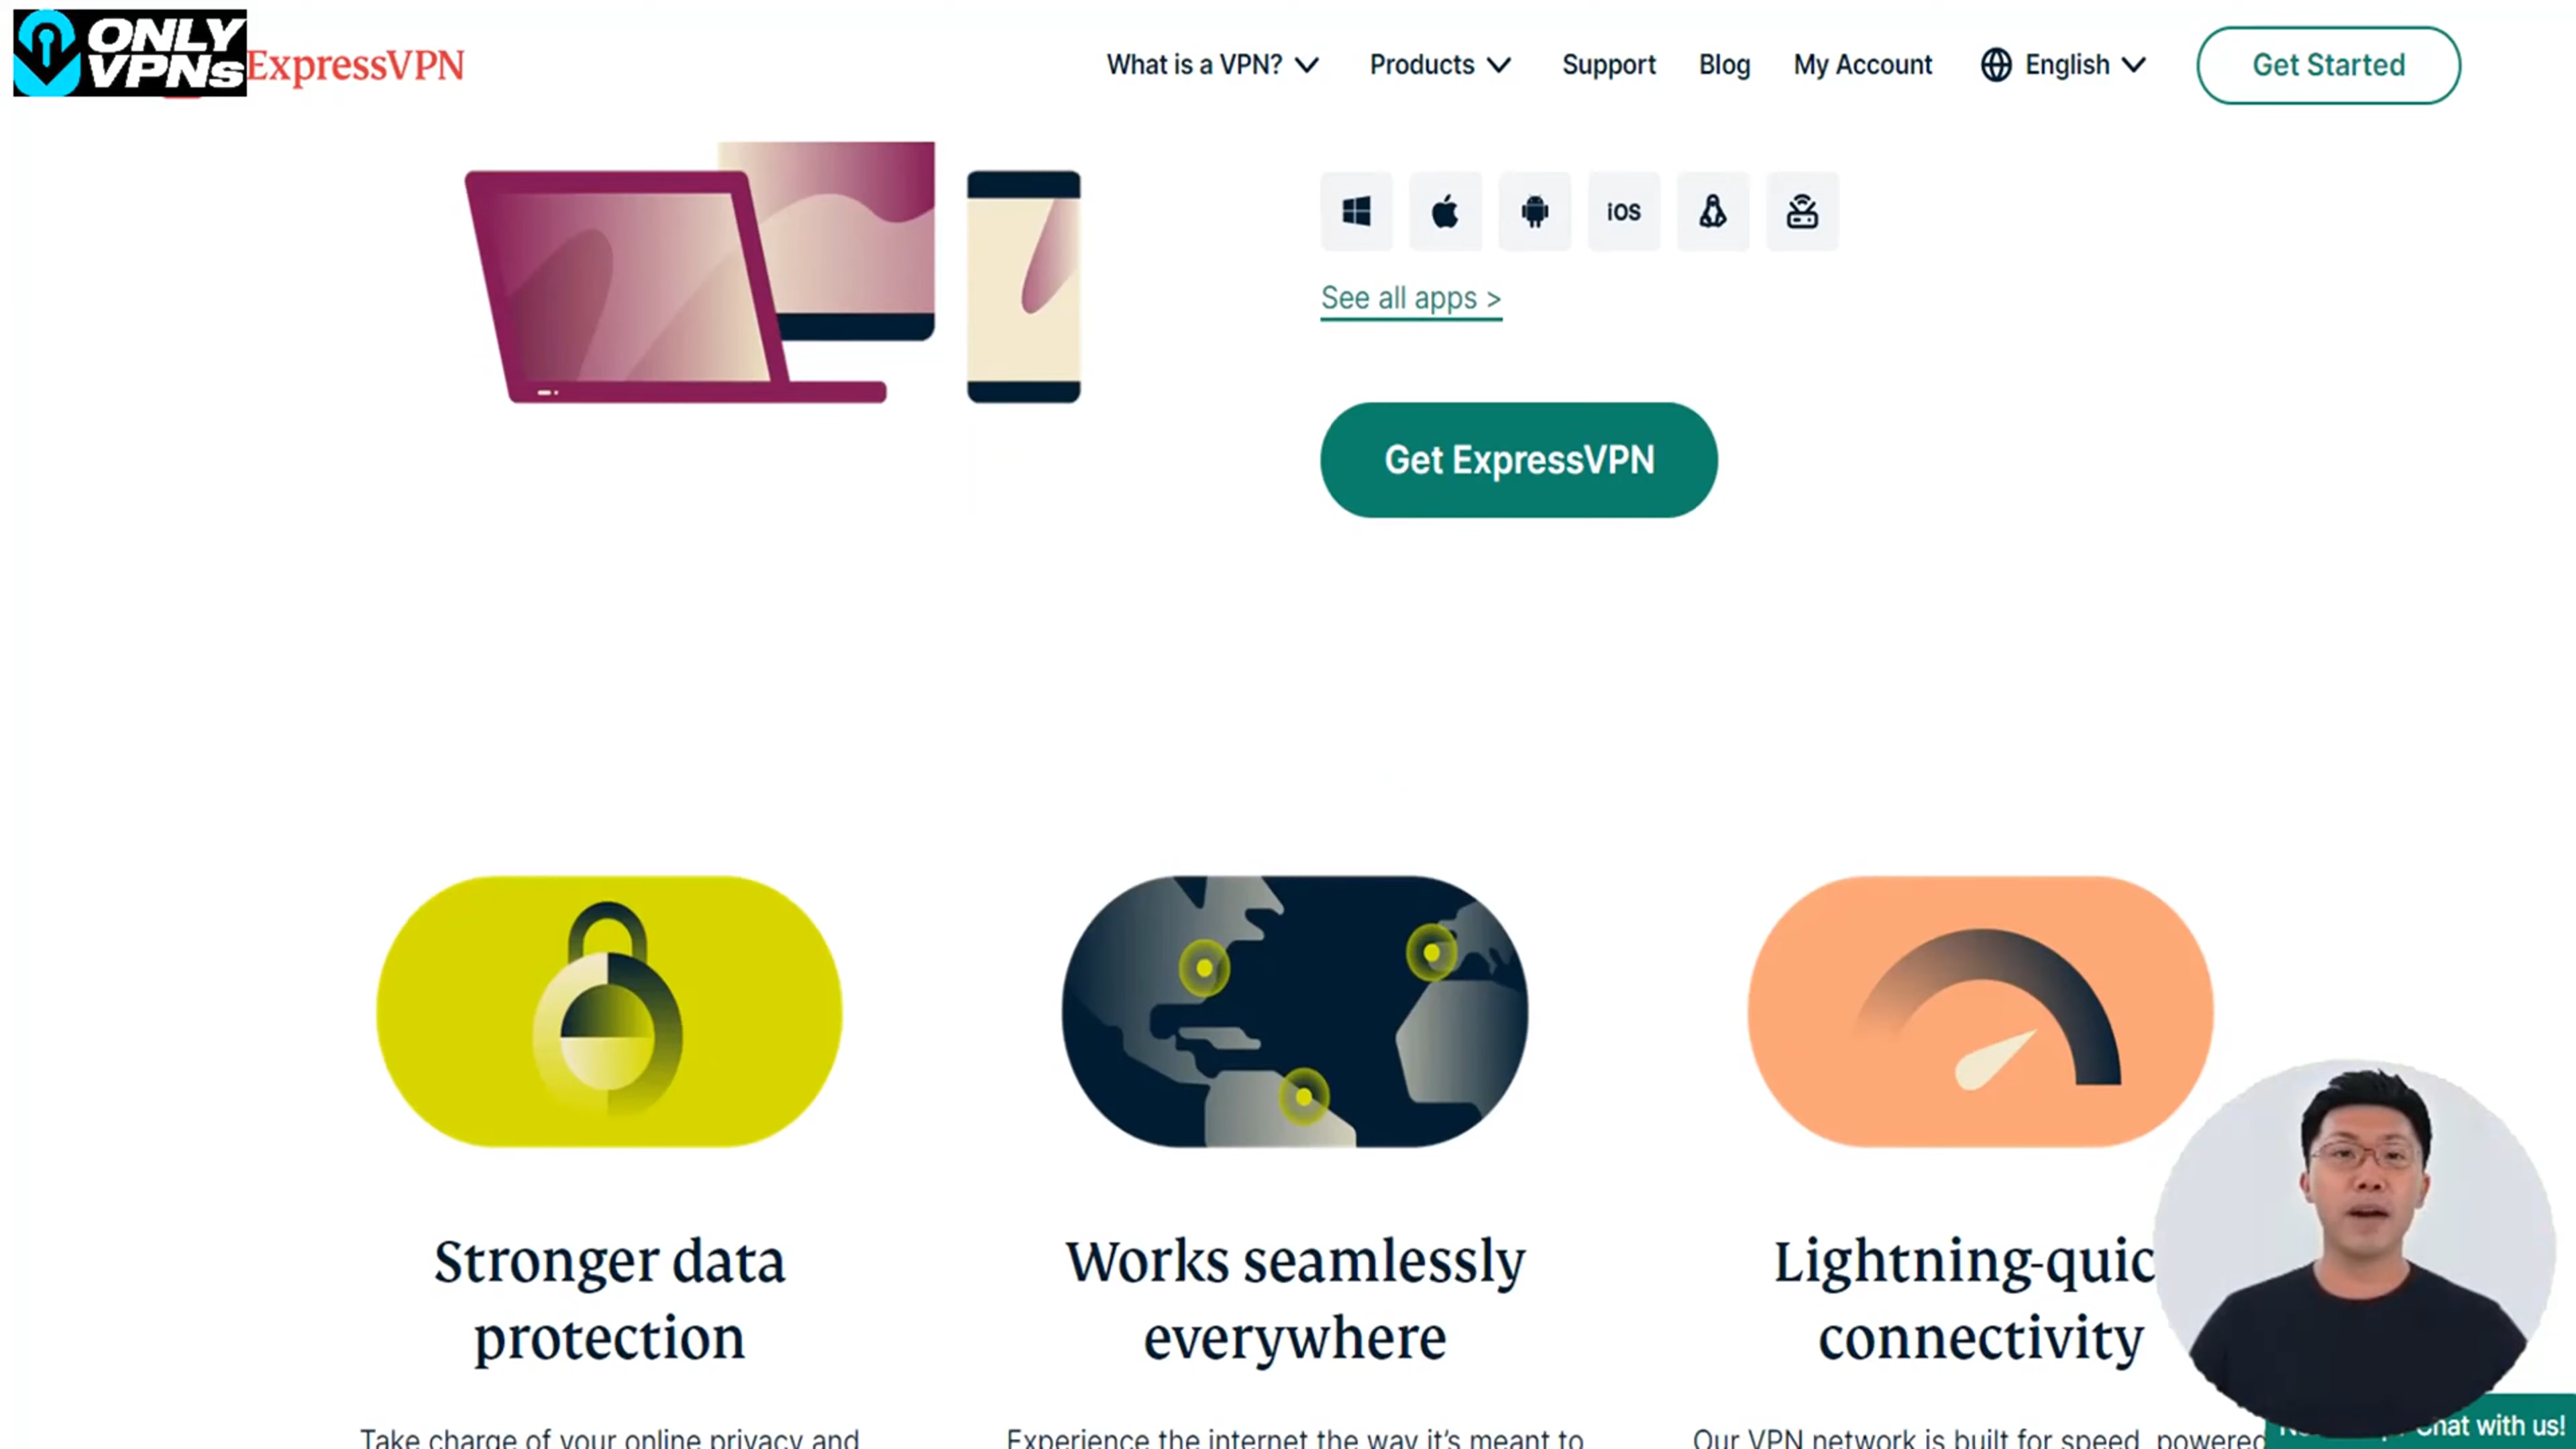 ONLY
VPNs
ExpressVPN
What is a VPN?
Products
Support
Blog
My Account
English
Get Started
iOS
See all apps >
Get ExpressVPN
Stronger data
protection
Works seamlessly
everywhere
Lightning-quic
connectivity
Take charge of your online privacy and
Experience the internet the way it's meant to
Our VPN network is built for speed, powered
hat with us!